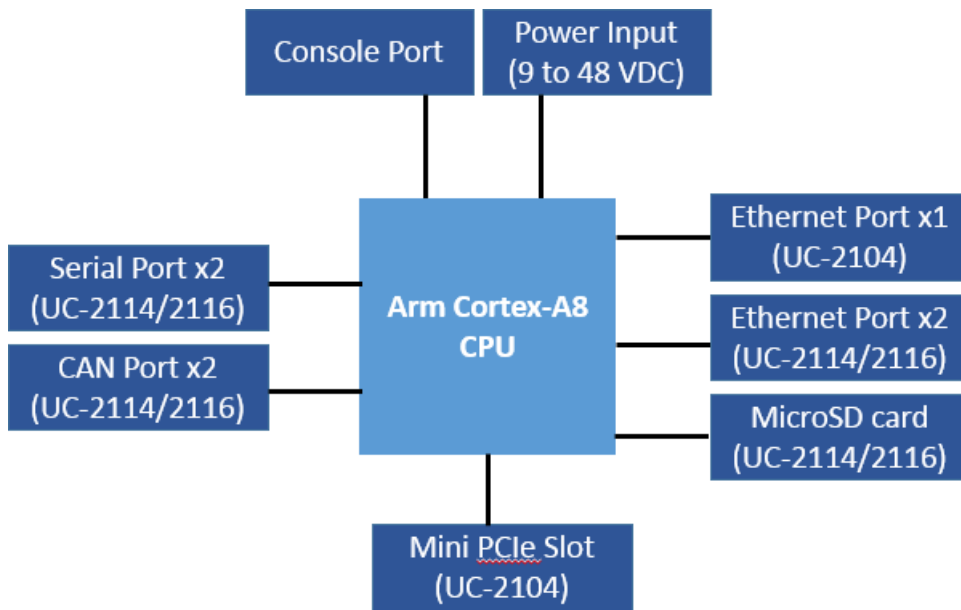 Console Port
Power Input
(9 to 48 VDC)
Ethernet Port x1
(UC-2104)
Serial Port x2
(UC-2114/2116)
Arm Cortex-A8
CPU
Ethernet Port x2
(UC-2114/2116)
CAN Port x2
(UC-2114/2116)
MicroSD card
(UC-2114/2116)
Mini PCIe Slot
(UC-2104)